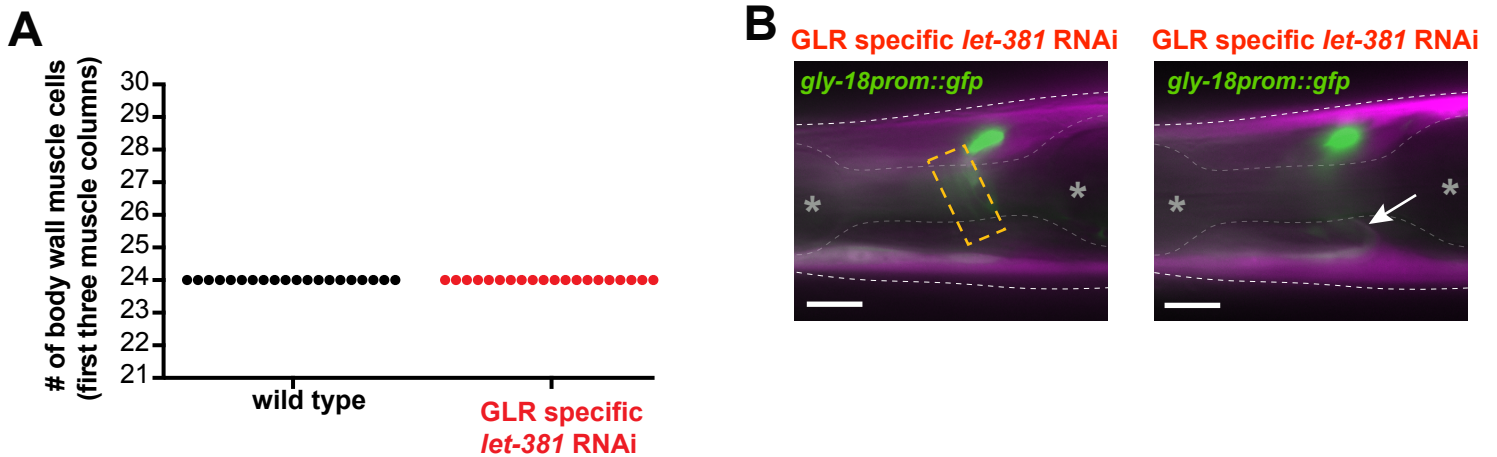 A
# of body wall muscle cells
(first three muscle columns)
30
29
28
27
26
25
24
23
22
21
wild type
GLR specific
let-381 RNAi
B
GLR specific let-381 RNAi
gly-18prom::gfp
*
*
GLR specific let-381 RNAi
gly-18prom::gfp
*
*